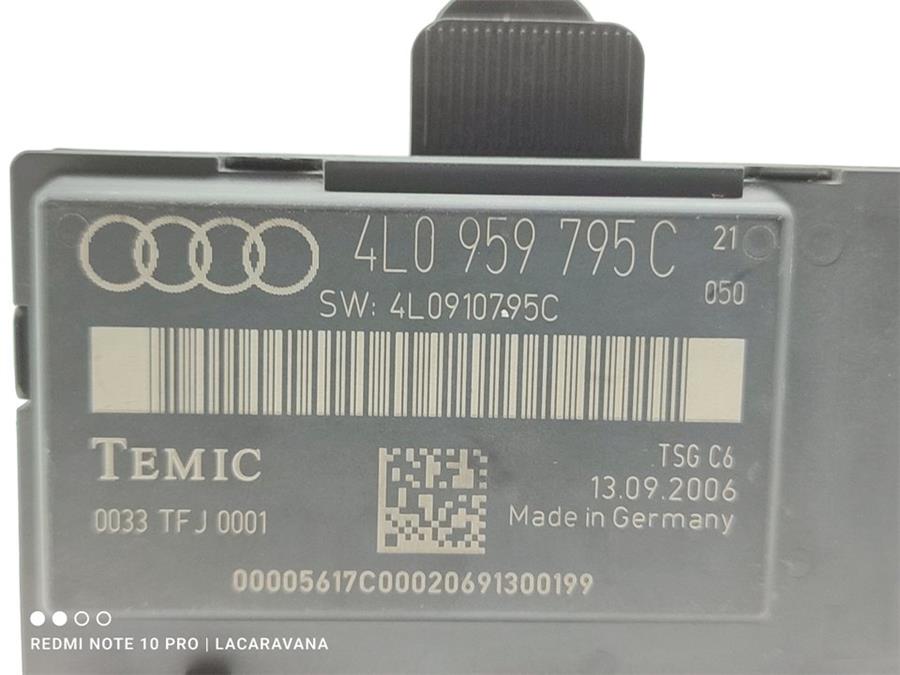 4L0 959 795 C 21
050
SW: 4L0910795C
TEMIC
TSG C6
13.09.2006
0033 TFJ 0001
Made in Germany
00005617C00020691300199
REDMI NOTE 10 PRO | LACARAVANA